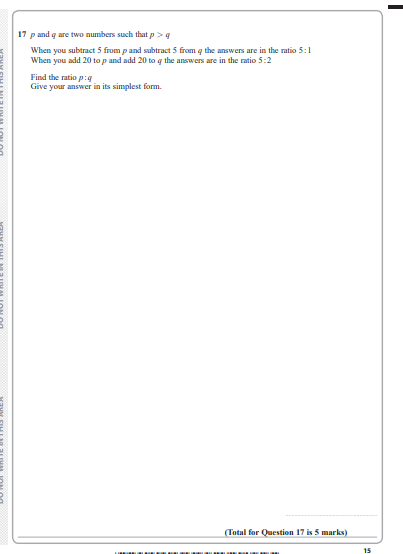 17 p and q are two numbers such that p > q
When you subtract 5 from p and subtract 5 from q the answers are in the ratio 5:1
When you add 20 to p and add 20 to q the answers are in the ratio 5:2
Find the ratio p:q
Give your answer in its simplest form.
(Total for Question 17 is 5 marks)
15
DO NOT WRITE IN THIS AREA
DO NOT WRITE IN THIS AREA
DO NOT WRITE IN THIS AREA